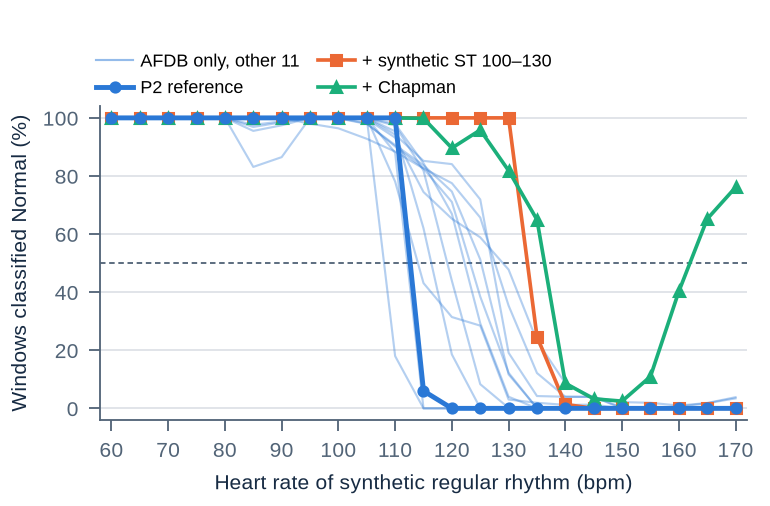 AFDB only, other 11
+ synthetic ST 100–130
P2 reference
+ Chapman
Windows classified Normal (%)
100
80
60
40
20
0
60 70 80 90 100 110 120 130 140 150 160 170
Heart rate of synthetic regular rhythm (bpm)